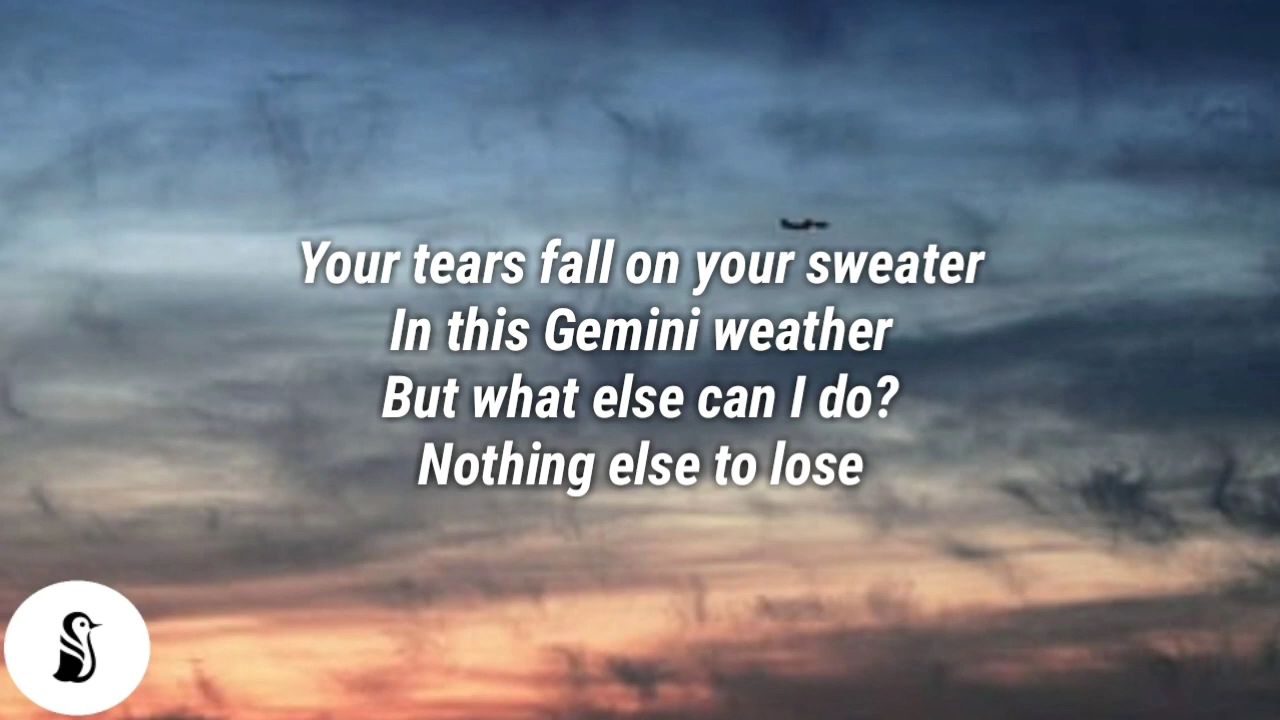 Your tears fall on your sweater
In this Gemini weather
But what else can I do?
Nothing else to lose